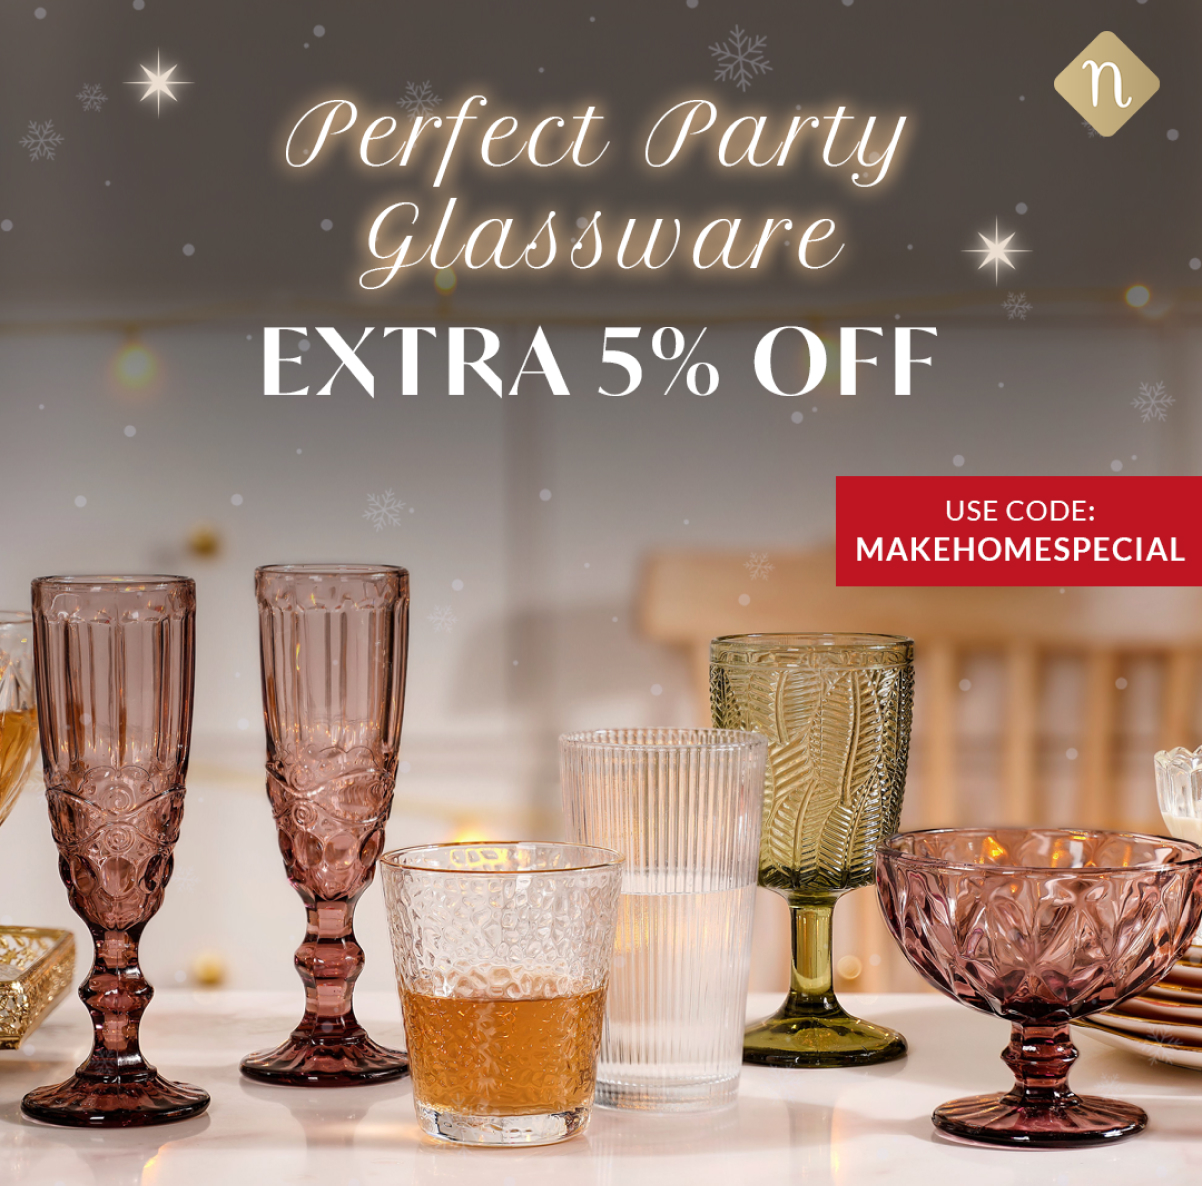 n
Perfect Party
Glassware
EXTRA 5% OFF
USE CODE:
MAKEHOMESPECIAL